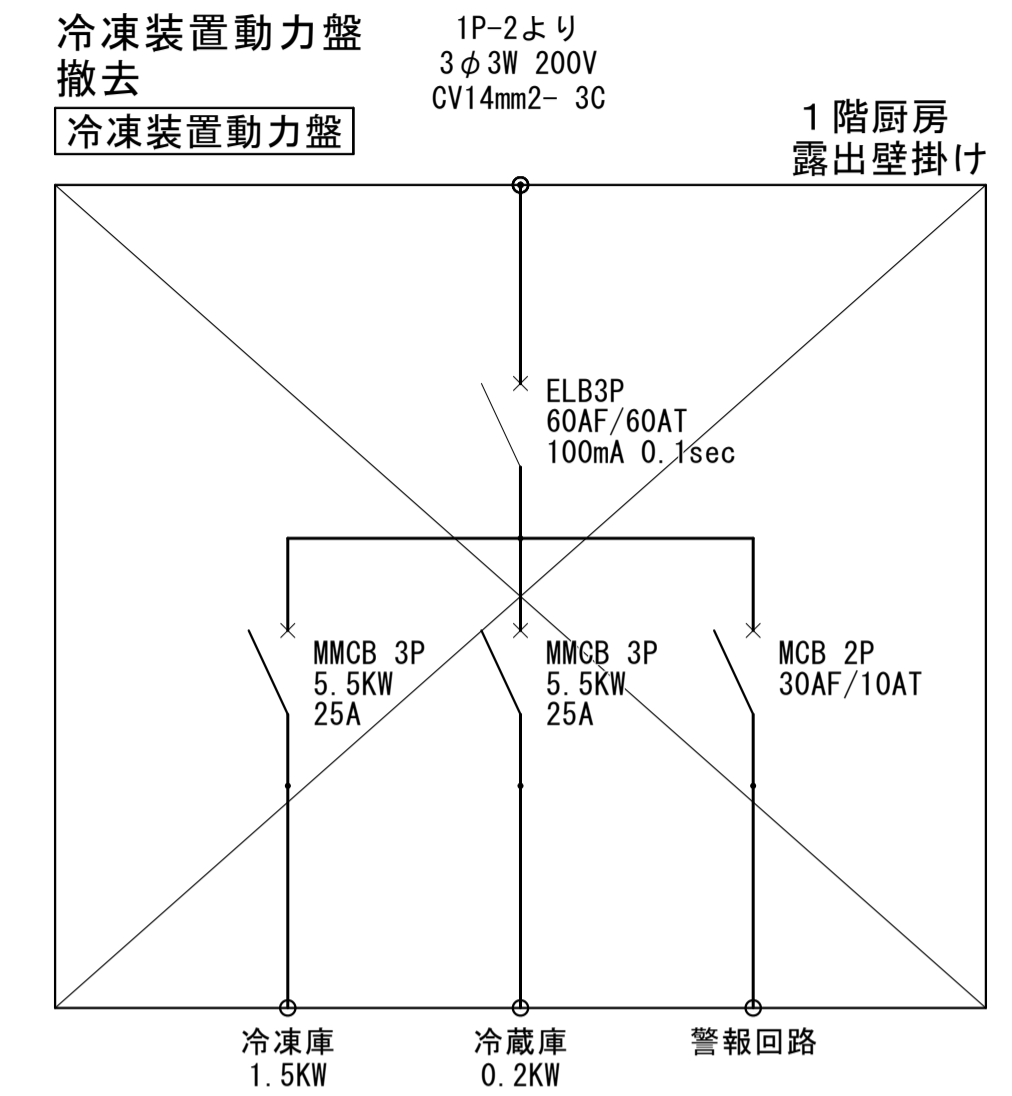 冷凍装置動力盤
撤去
冷凍装置動力盤
1P-2より
3φ3W 200V
CV14mm2- 3C
１階厨房
露出壁掛け
ELB3P
60AF/60AT
100mA 0.1sec
MMCB 3P
5.5KW
25A
MMCB 3P
5.5KW
25A
MCB 2P
30AF/10AT
冷凍庫
1.5KW
冷蔵庫
0.2KW
警報回路